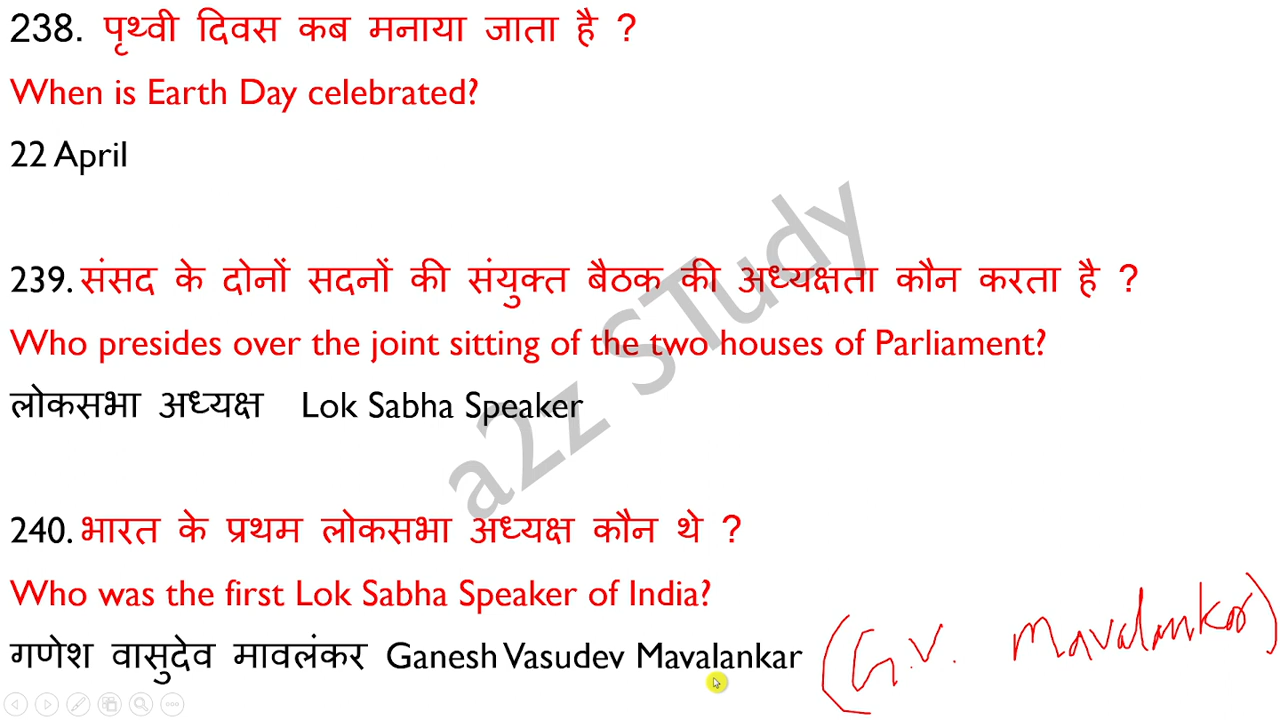 238. पृथ्वी दिवस कब मनाया जाता है ?
When is Earth Day celebrated?
22 April
239. संसद के दोनों सदनों की संयुक्त बैठक की अध्यक्षता कौन करता है ?
Who presides over the joint sitting of the two houses of Parliament?
लोकसभा अध्यक्ष Lok Sabha Speaker
a2z STudy
240. भारत के प्रथम लोकसभा अध्यक्ष कौन थे ?
Who was the first Lok Sabha Speaker of India?
गणेश वासुदेव मावलंकर Ganesh Vasudev Mavalankar (G.V. Mavalankar)